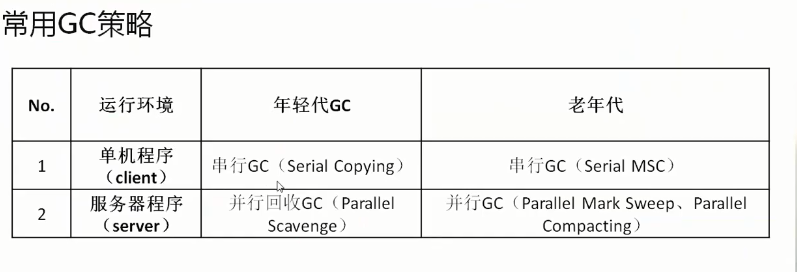 常用GC策略
No. 运行环境 年轻代GC 老年代
1 单机程序（client） 串行GC（Serial Copying） 串行GC（Serial MSC）
2 服务器程序（server） 并行回收GC（Parallel Scavenge） 并行GC（Parallel Mark Sweep、Parallel Compacting）